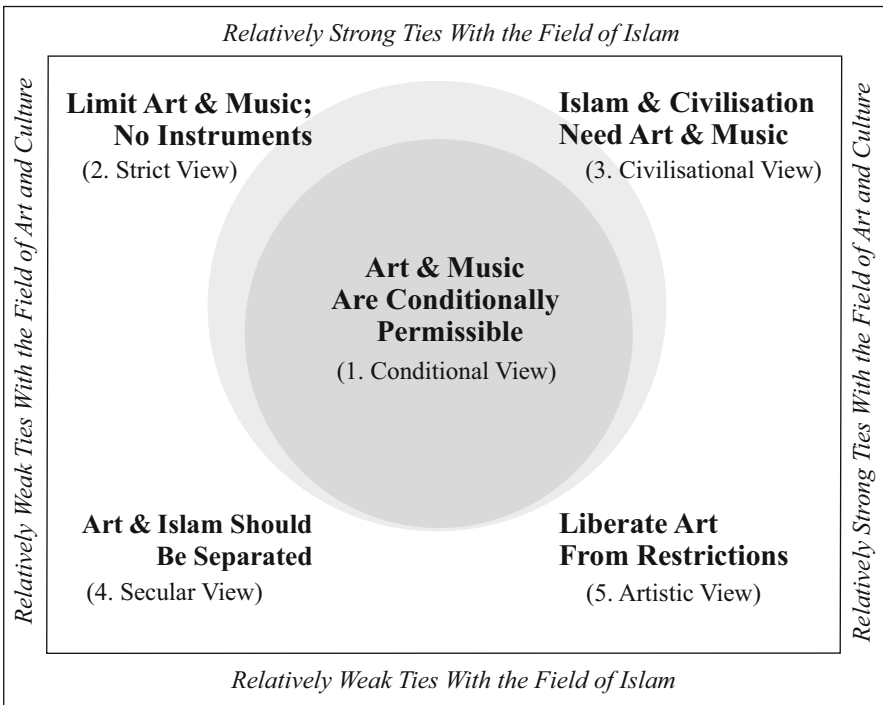 Relatively Strong Ties With the Field of Islam
Relatively Weak Ties With the Field of Art and Culture
Limit Art & Music;
No Instruments
(2. Strict View)
Islam & Civilisation
Need Art & Music
(3. Civilisational View)
Art & Music
Are Conditionally
Permissible
(1. Conditional View)
Art & Islam Should
Be Separated
(4. Secular View)
Liberate Art
From Restrictions
(5. Artistic View)
Relatively Strong Ties With the Field of Art and Culture
Relatively Weak Ties With the Field of Islam